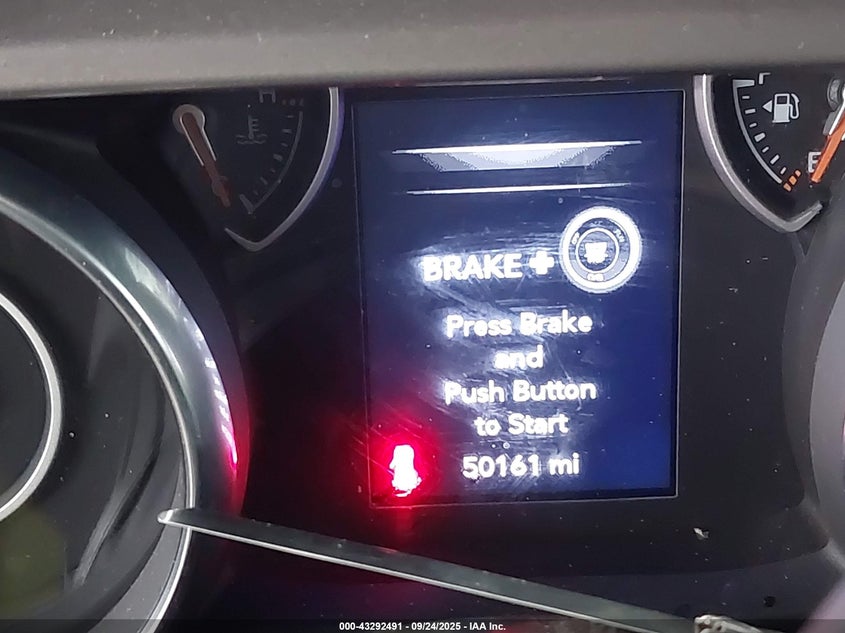 H
F
E
BRAKE +
Press Brake
and
Push Button
to Start
50161 mi
000-43292491 - 09/24/2025 - IAA Inc.